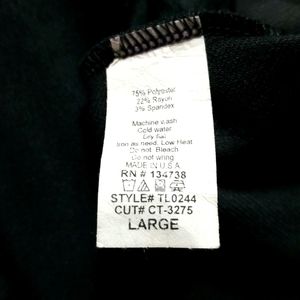 75% Polyester
22% Rayon
3% Spandex
Machine wash
Cold water
Dry flat
Iron as need. Low Heat
Do not. Bleach
Do not wring
MADE IN U.S.A
RN # 134738
STYLE# TL0244
CUT# CT-3275
LARGE